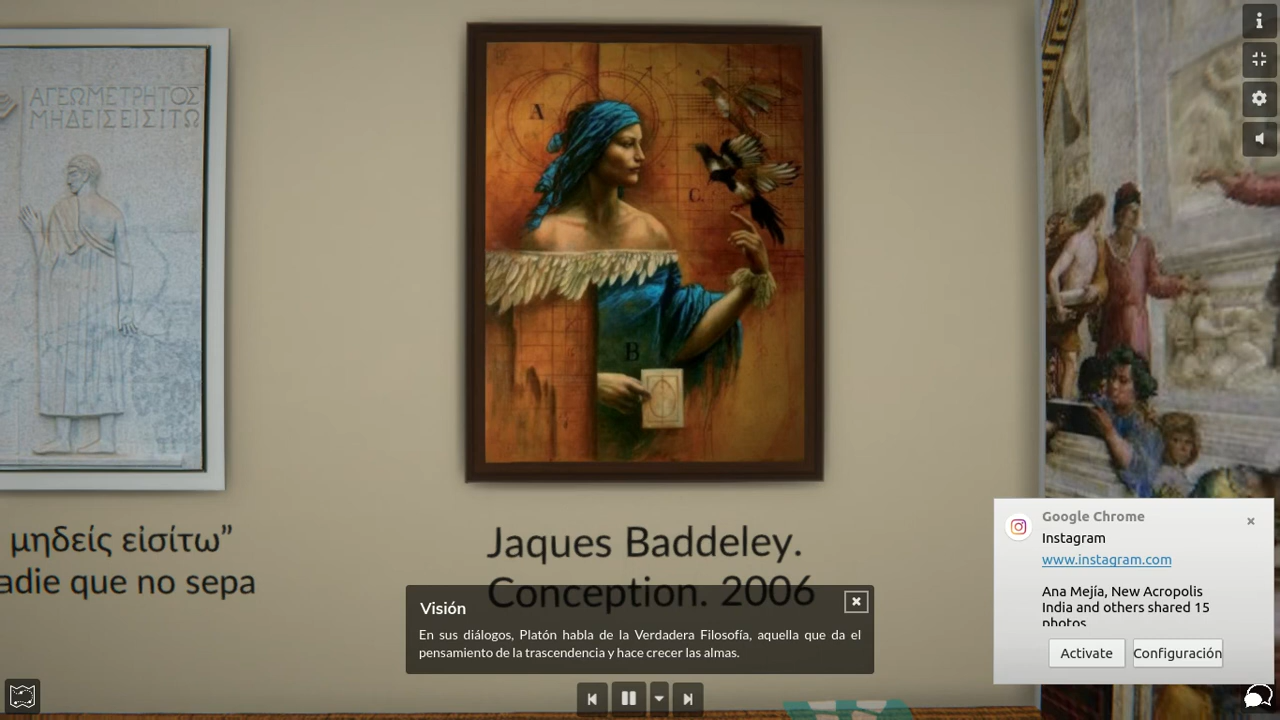 ΑΓΕΩΜΕΤΡΗΤΟΣ
ΜΗΔΕΙΣΕΙΣΙΤΩ
A
C.
B
μηδείς εἰσίτω”
adie que no sepa
Jaques Baddeley.
Conception. 2006
Visión
En sus diálogos, Platón habla de la Verdadera Filosofía, aquella que da el
pensamiento de la trascendencia y hace crecer las almas.
Google Chrome
Instagram
www.instagram.com
Ana Mejía, New Acropolis
India and others shared 15
photos
Activate
Configuración